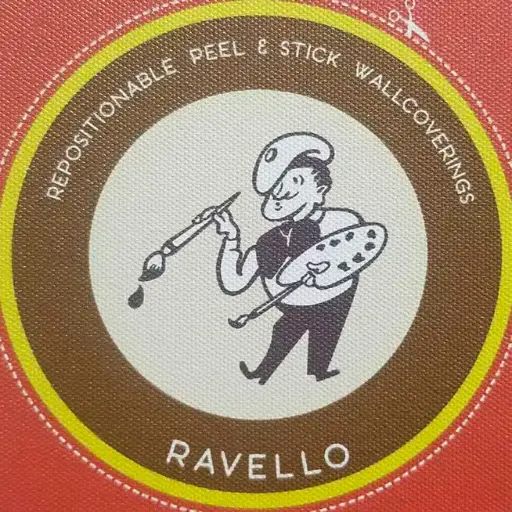 REPOSITIONABLE PEEL & STICK WALLCOVERINGS
RAVELLO